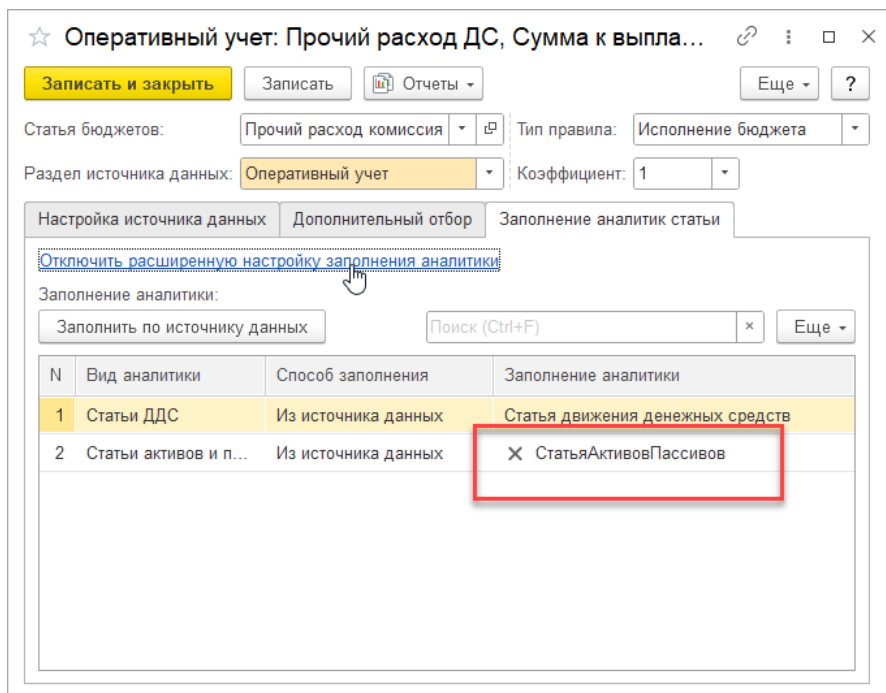 Оперативный учет: Прочий расход ДС, Сумма к выпла...
Записать и закрыть Записать Отчеты Еще ?
Статья бюджетов: Прочий расход комиссия Тип правила: Исполнение бюджета
Раздел источника данных: Оперативный учет Коэффициент: 1
Настройка источника данных Дополнительный отбор Заполнение аналитик статьи
Отключить расширенную настройку заполнения аналитики
Заполнение аналитики:
Заполнить по источнику данных Поиск (Ctrl+F) × Еще
N Вид аналитики Способ заполнения Заполнение аналитики
1 Статьи ДДС Из источника данных Статья движения денежных средств
2 Статьи активов и п... Из источника данных СтатьяАктивовПассивов